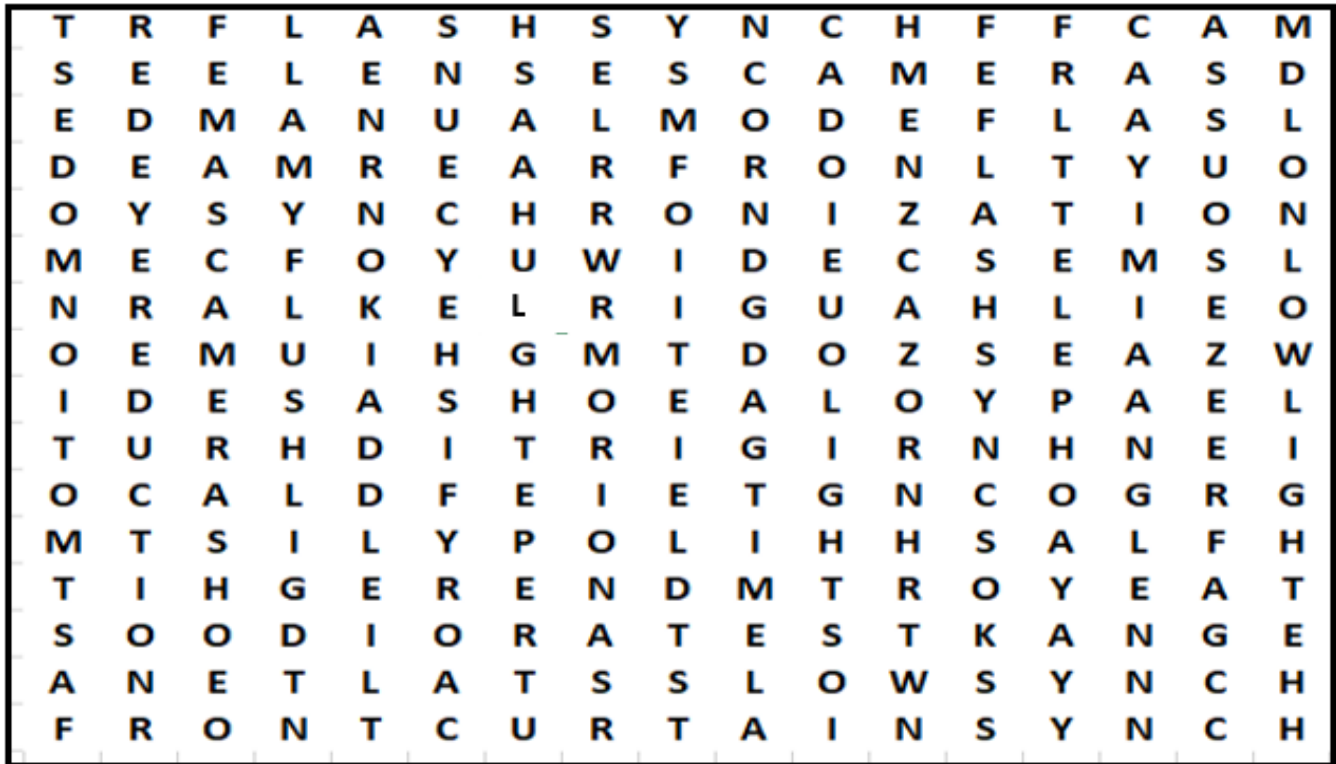 T R F L A S H S Y N C H F F C A M
S E E L E N S E S C A M E R A S D
E D M A N U A L M O D E F L A S L
D E A M R E A R F R O N L T Y U O
O Y S Y N C H R O N I Z A T I O N
M E C F O Y U W I D E C S E M S L
N R A L K E L R I G U A H L I E O
O E M U I H G M T D O Z S E A Z W
I D E S A S H O E A L O Y P A E L
T U R H D I T R I G I R N H N E I
O C A L D F E I E T G N C O G R G
M T S I L Y P O L I H H S A L F H
T I H G E R E N D M T R O Y E A T
S O O D I O R A T E S T K A N G E
A N E T L A T S S L O W S Y N C H
F R O N T C U R T A I N S Y N C H